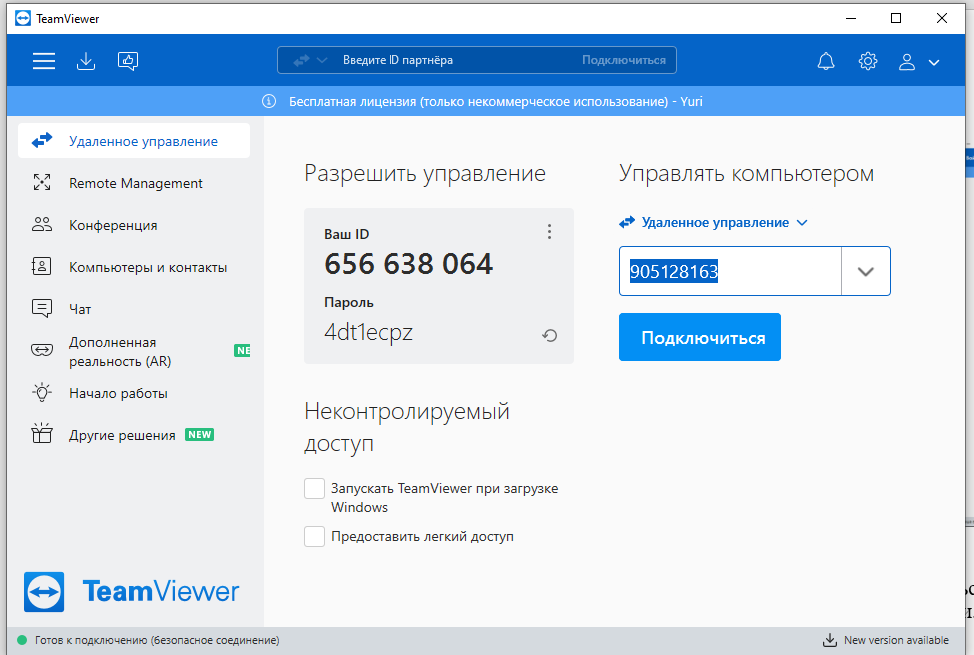 TeamViewer
Введите ID партнёра
Подключиться
Бесплатная лицензия (только некоммерческое использование) - Yuri
Удаленное управление
Remote Management
Конференция
Компьютеры и контакты
Чат
Дополненная
реальность (AR)
NE
Начало работы
Другие решения NEW
TeamViewer
Разрешить управление
Ваш ID
656 638 064
Пароль
4dt1ecpz
Неконтролируемый
доступ
Запускать TeamViewer при загрузке
Windows
Предоставить легкий доступ
Управлять компьютером
Удаленное управление
905128163
Подключиться
Готов к подключению (безопасное соединение)
New version available